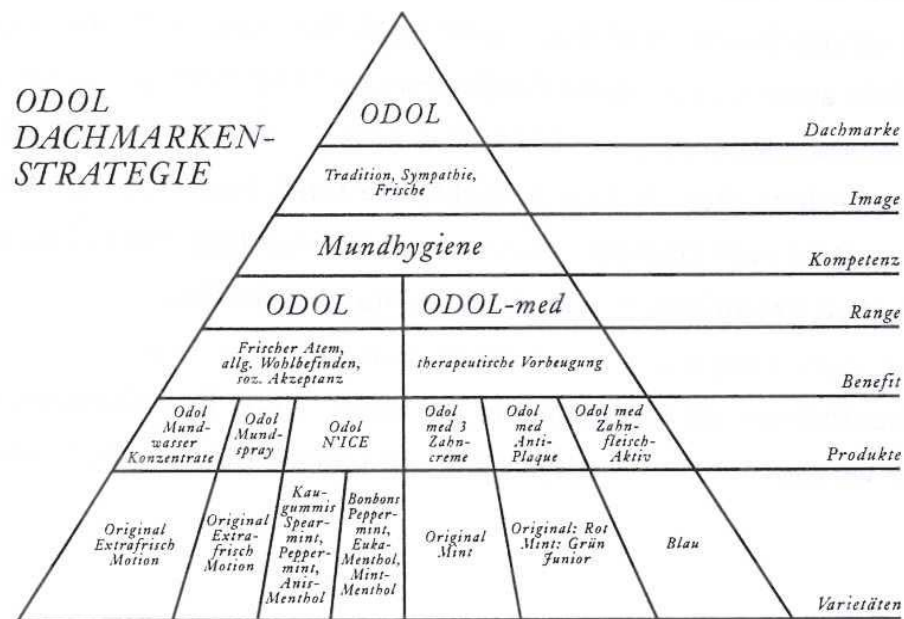 ODOL
DACHMARKEN-
STRATEGIE
ODOL
Dachmarke
Tradition, Sympathie,
Frische
Image
Mundhygiene
Kompetenz
ODOL
ODOL-med
Range
Frischer Atem,
allg. Wohlbefinden,
soz. Akzeptanz
therapeutische Vorbeugung
Benefit
Odol
Mund-
wasser
Konzentrate
Odol
Mund-
spray
Odol
N'ICE
Odol
med 3
Zahn-
creme
Odol
med
Anti-
Plaque
Odol med
Zahn-
fleisch-
Aktiv
Produkte
Original
Extrafrisch
Motion
Original
Extra-
frisch
Motion
Kau-
gummis
Spear-
mint,
Pepper-
mint,
Anis-
Menthol
Bonbons
Pepper-
mint,
Euka-
Menthol,
Mint-
Menthol
Original
Mint
Original: Rot
Mint: Grün
Junior
Blau
Varietäten